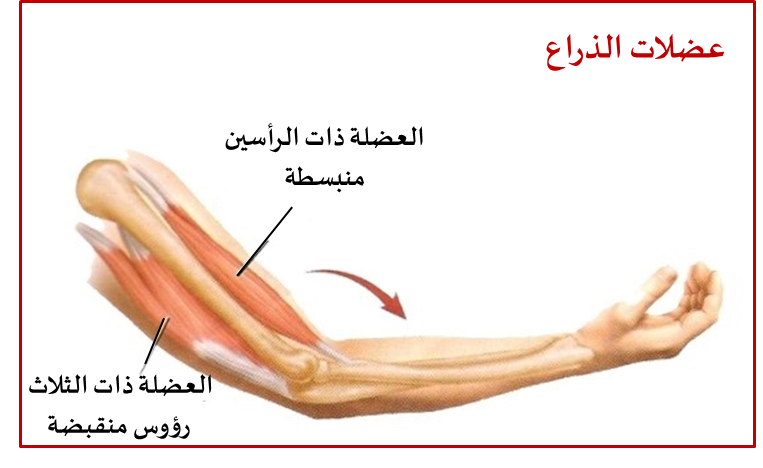 عضلات الذراع
العضلة ذات الرأسين
منبسطة
العضلة ذات الثلاث
رؤوس منقبضة